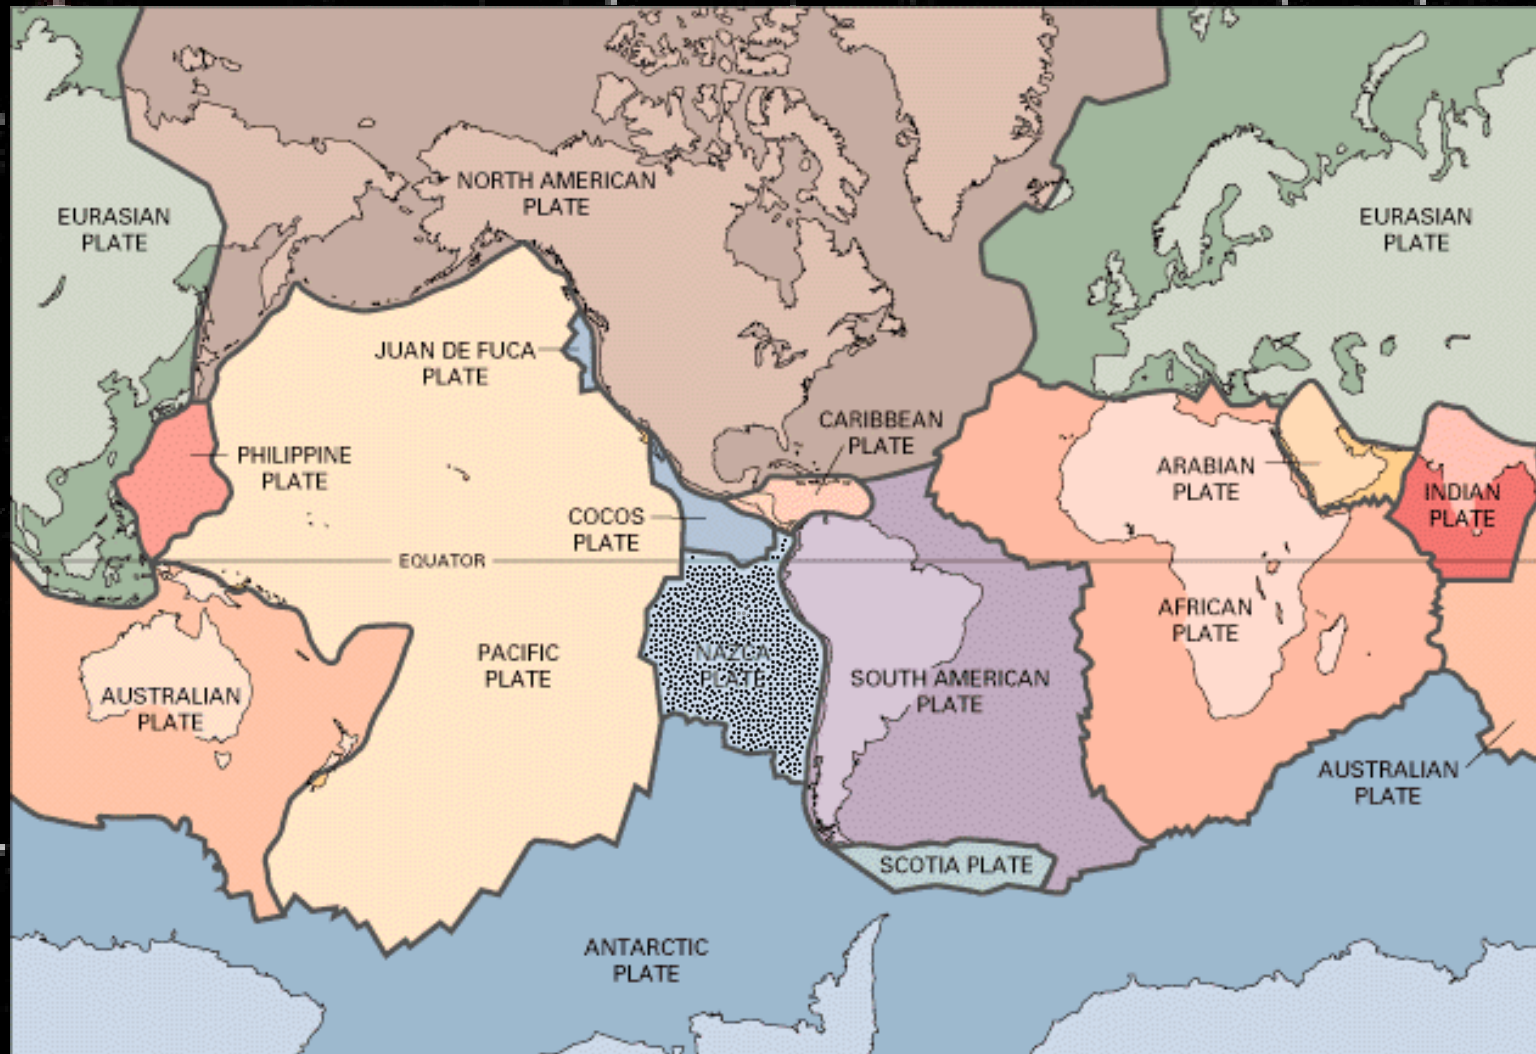 NORTH AMERICAN
PLATE
EURASIAN
PLATE
EURASIAN
PLATE
JUAN DE FUCA
PLATE
CARIBBEAN
PLATE
PHILIPPINE
PLATE
ARABIAN
PLATE
INDIAN
PLATE
COCOS
PLATE
EQUATOR
AFRICAN
PLATE
PACIFIC
PLATE
NAZCA
PLATE
SOUTH AMERICAN
PLATE
AUSTRALIAN
PLATE
AUSTRALIAN
PLATE
SCOTIA PLATE
ANTARCTIC
PLATE